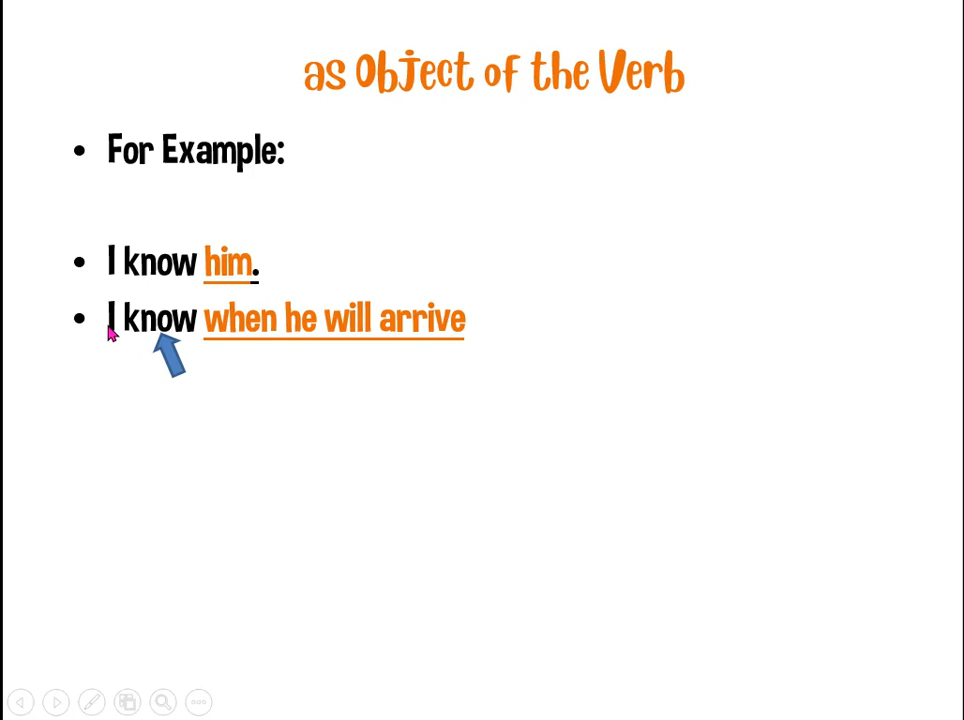 as Object of the Verb
• For Example:
• I know him.
• I know when he will arrive